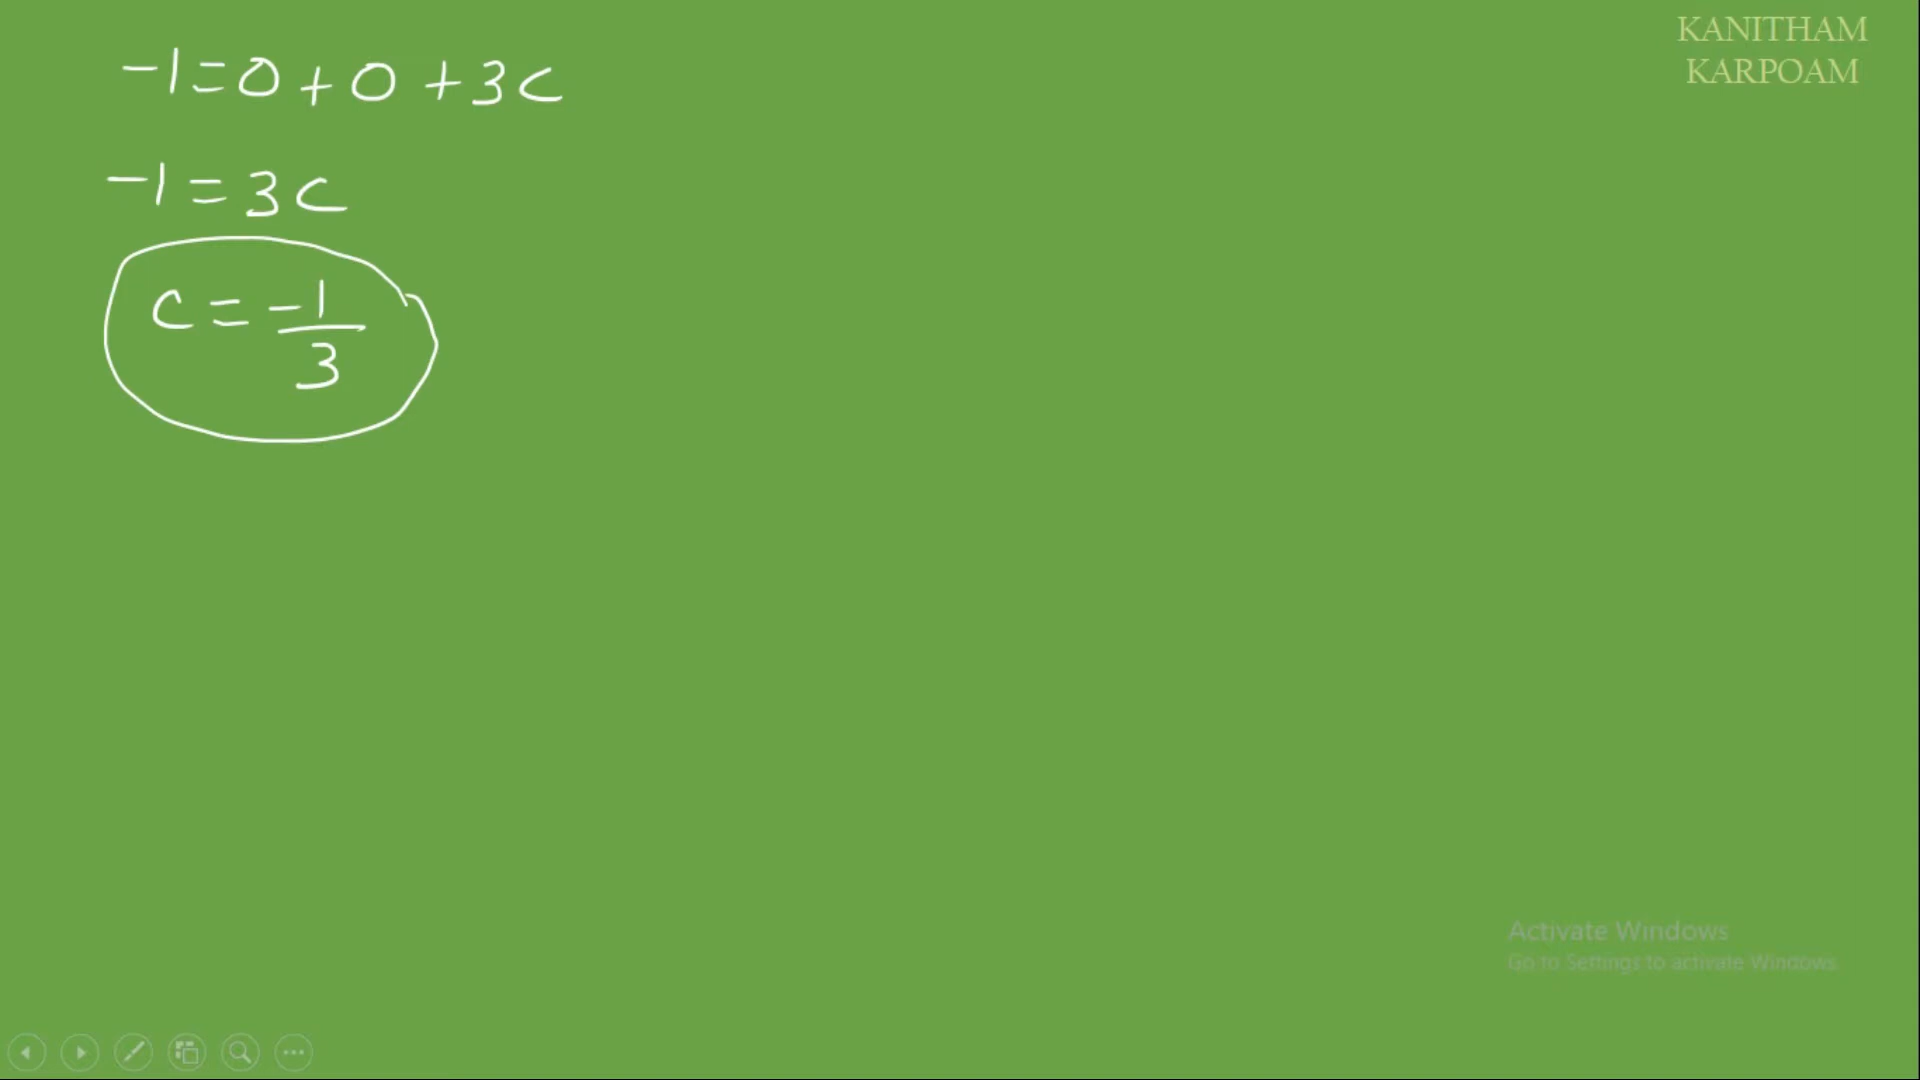 -1=0+0+3c
-1=3c
c=-1/3
KANITHAM
KARPOAM
Activate Windows
Go to Settings to activate Windows